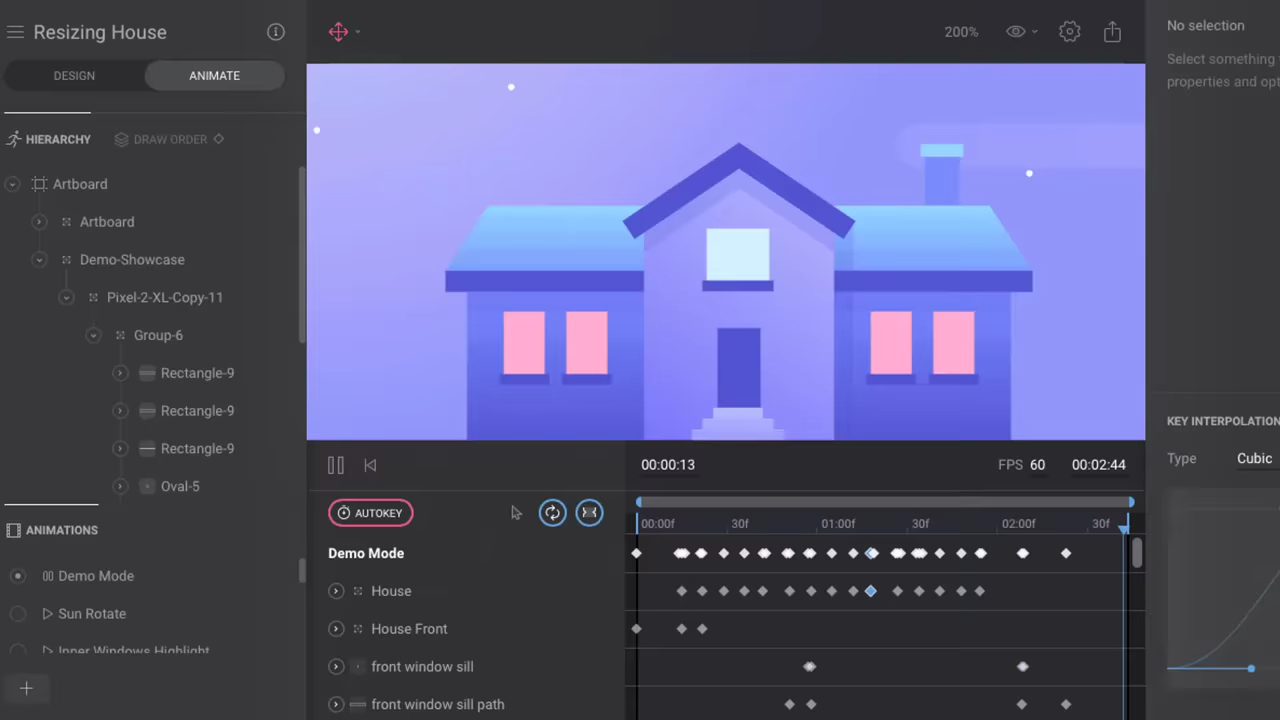 Resizing House
DESIGN
ANIMATE
HIERARCHY
DRAW ORDER
Artboard
Artboard
Demo-Showcase
Pixel-2-XL-Copy-11
Group-6
Rectangle-9
Rectangle-9
Rectangle-9
Oval-5
ANIMATIONS
Demo Mode
Sun Rotate
Inner Windows Highlight
200%
00:00:13
FPS 60
00:02:44
AUTOKEY
00:00f
30f
01:00f
30f
02:00f
30f
Demo Mode
House
House Front
front window sill
front window sill path
No selection
Select something
properties and opt
KEY INTERPOLATION
Type
Cubic